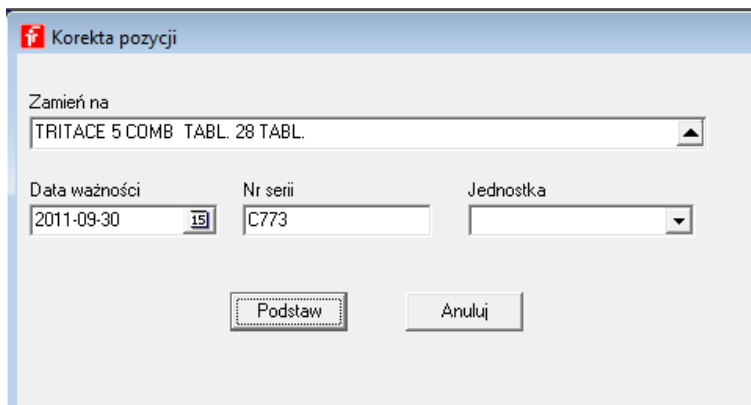 Korekta pozycji
Zamień na
TRITACE 5 COMB TABL. 28 TABL.
Data ważności Nr serii Jednostka
2011-09-30 15 C773
Podstaw Anuluj